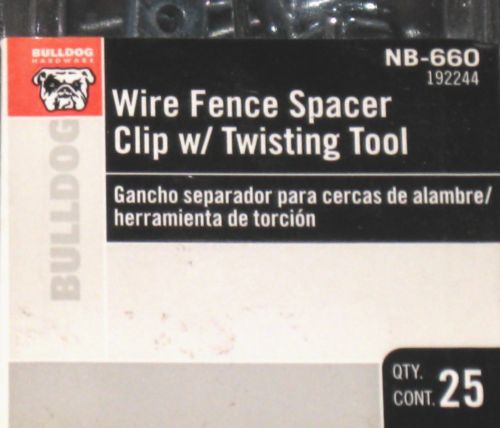 BULLDOG
HARDWARE
NB-660
192244
Wire Fence Spacer
Clip w/ Twisting Tool
Gancho separador para cercas de alambre/
herramienta de torción
BULLDOG
QTY.
CONT. 25